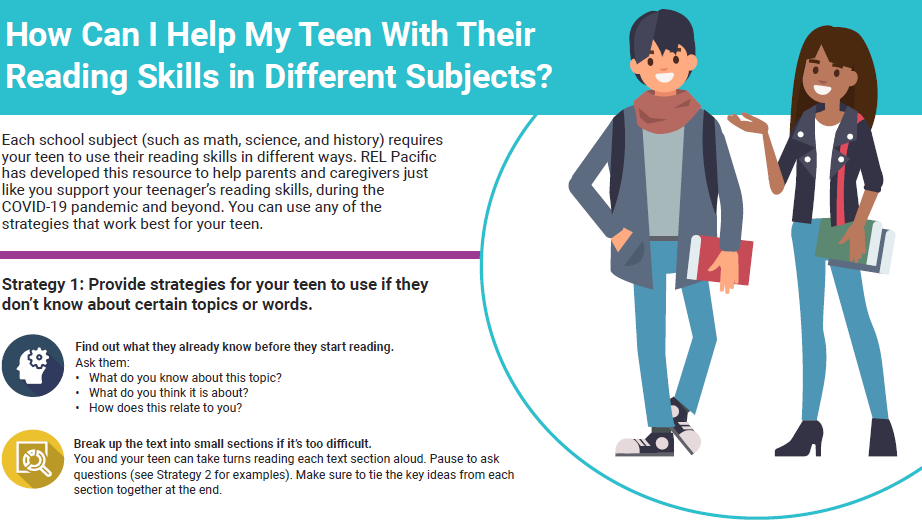 How Can I Help My Teen With Their
Reading Skills in Different Subjects?
Each school subject (such as math, science, and history) requires
your teen to use their reading skills in different ways. REL Pacific
has developed this resource to help parents and caregivers just
like you support your teenager's reading skills, during the
COVID-19 pandemic and beyond. You can use any of the
strategies that work best for your teen.
Strategy 1: Provide strategies for your teen to use if they
don't know about certain topics or words.
Find out what they already know before they start reading.
Ask them:
• What do you know about this topic?
• What do you think it is about?
• How does this relate to you?
Break up the text into small sections if it's too difficult.
You and your teen can take turns reading each text section aloud. Pause to ask
questions (see Strategy 2 for examples). Make sure to tie the key ideas from each
section together at the end.